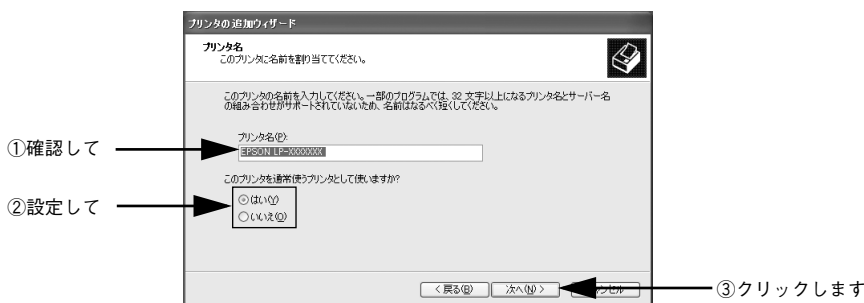 プリンタの追加ウィザード
プリンタ名
このプリンタに名前を割り当ててください。
このプリンタの名前を入力してください。一部のプログラムでは、32 文字以上になるプリンタ名とサーバー名
の組み合わせがサポートされていないため、名前はなるべく短くしてください。
プリンタ名(P):
①確認して
EPSON LP-XXXXXXX
このプリンタを通常使うプリンタとして使いますか?
②設定して
はい(Y)
いいえ(O)
< 戻る(B)
次へ(N) >
③クリックします